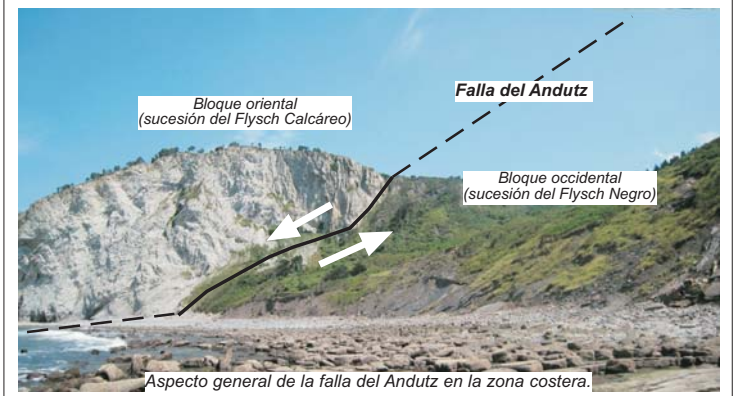 Falla del Andutz
Bloque oriental
(sucesión del Flysch Calcáreo)
Bloque occidental
(sucesión del Flysch Negro)
Aspecto general de la falla del Andutz en la zona costera.